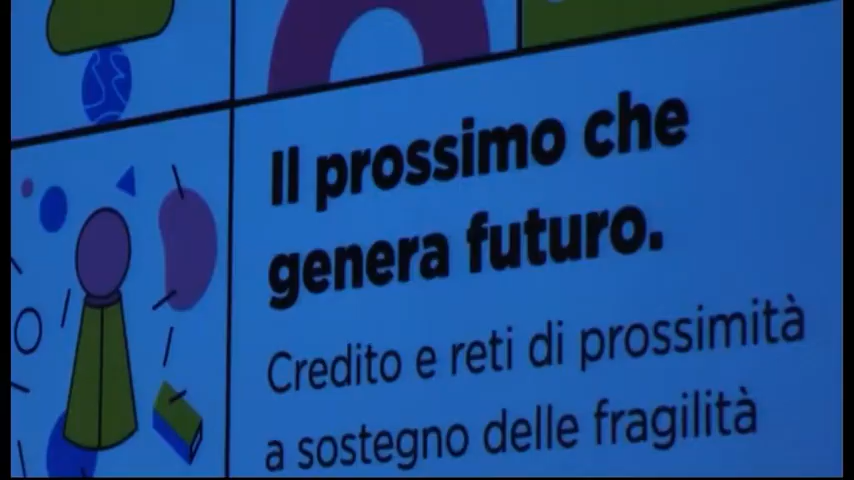 Il prossimo che
genera futuro.
Credito e reti di prossimità
a sostegno delle fragilità